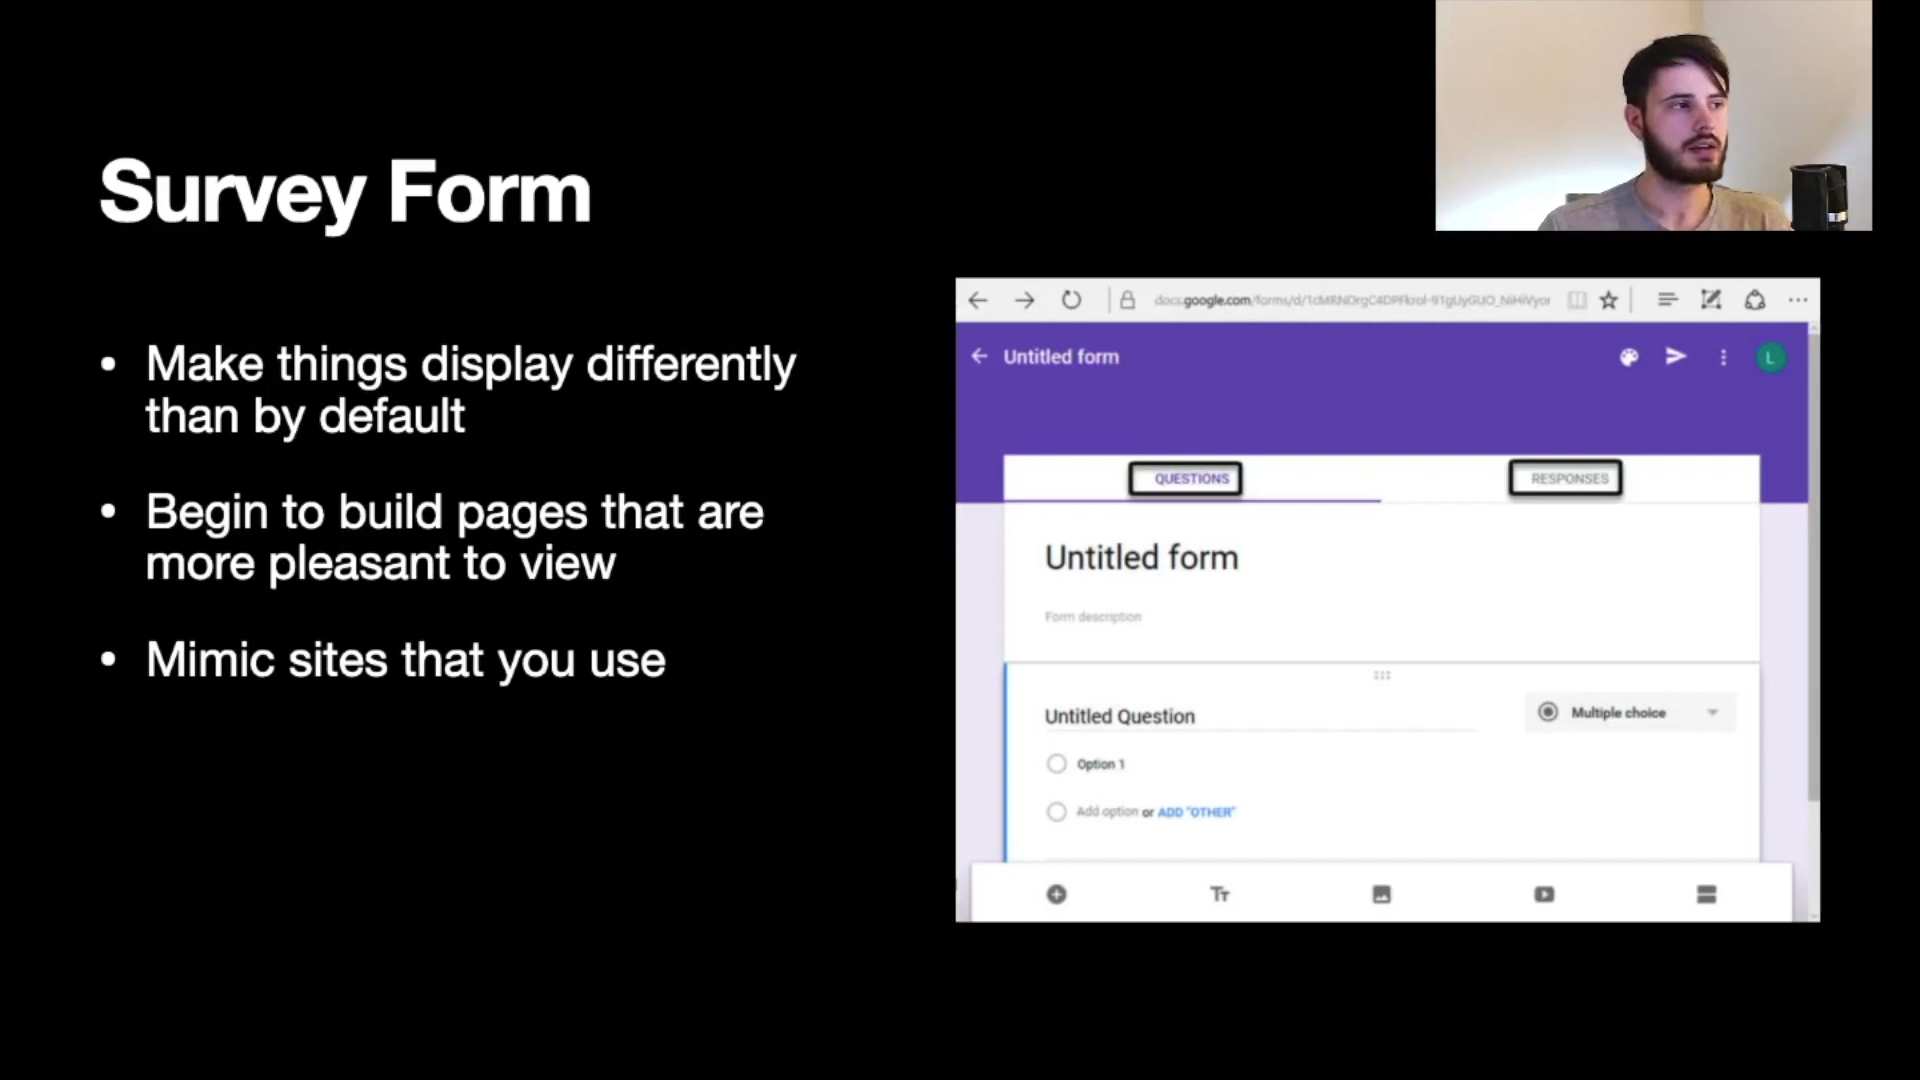 Survey Form
• Make things display differently
than by default
• Begin to build pages that are
more pleasant to view
• Mimic sites that you use
Untitled form
L
QUESTIONS
RESPONSES
Untitled form
Form description
Untitled Question
Multiple choice
Option 1
Add option or ADD "OTHER"
Tт